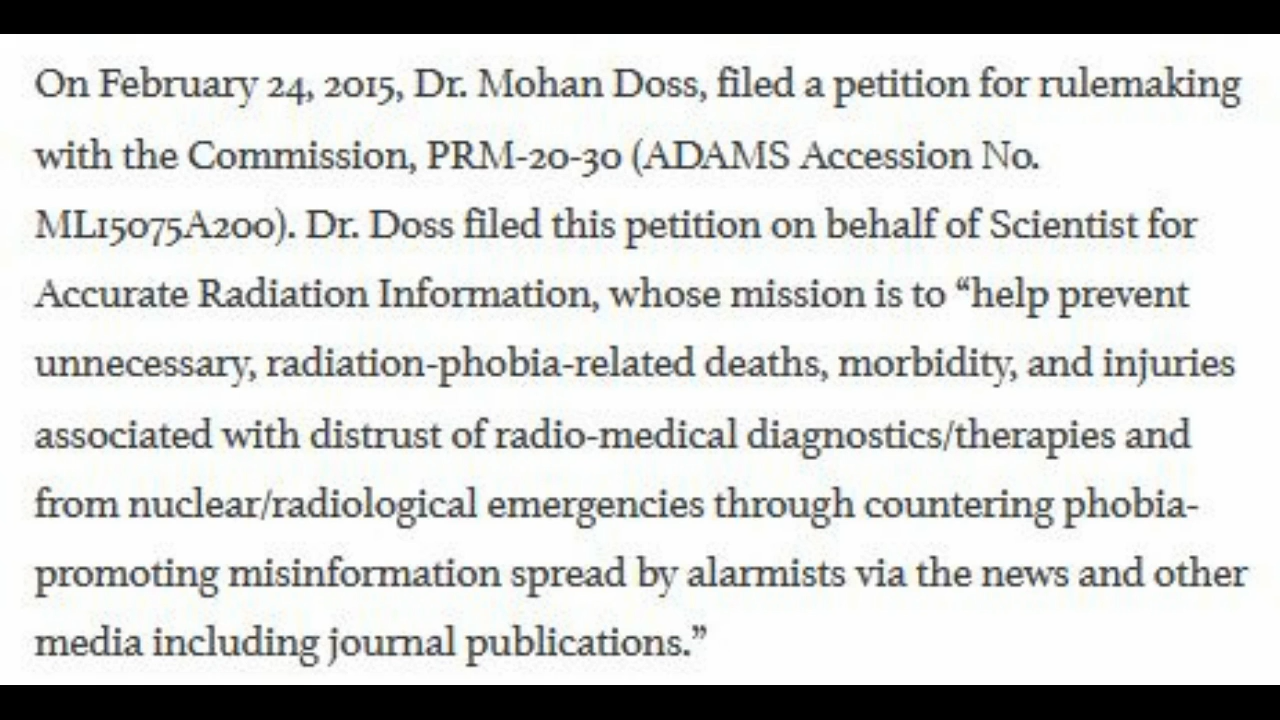 On February 24, 2015, Dr. Mohan Doss, filed a petition for rulemaking
with the Commission, PRM-20-30 (ADAMS Accession No.
ML15075A200). Dr. Doss filed this petition on behalf of Scientist for
Accurate Radiation Information, whose mission is to “help prevent
unnecessary, radiation-phobia-related deaths, morbidity, and injuries
associated with distrust of radio-medical diagnostics/therapies and
from nuclear/radiological emergencies through countering phobia-
promoting misinformation spread by alarmists via the news and other
media including journal publications.”